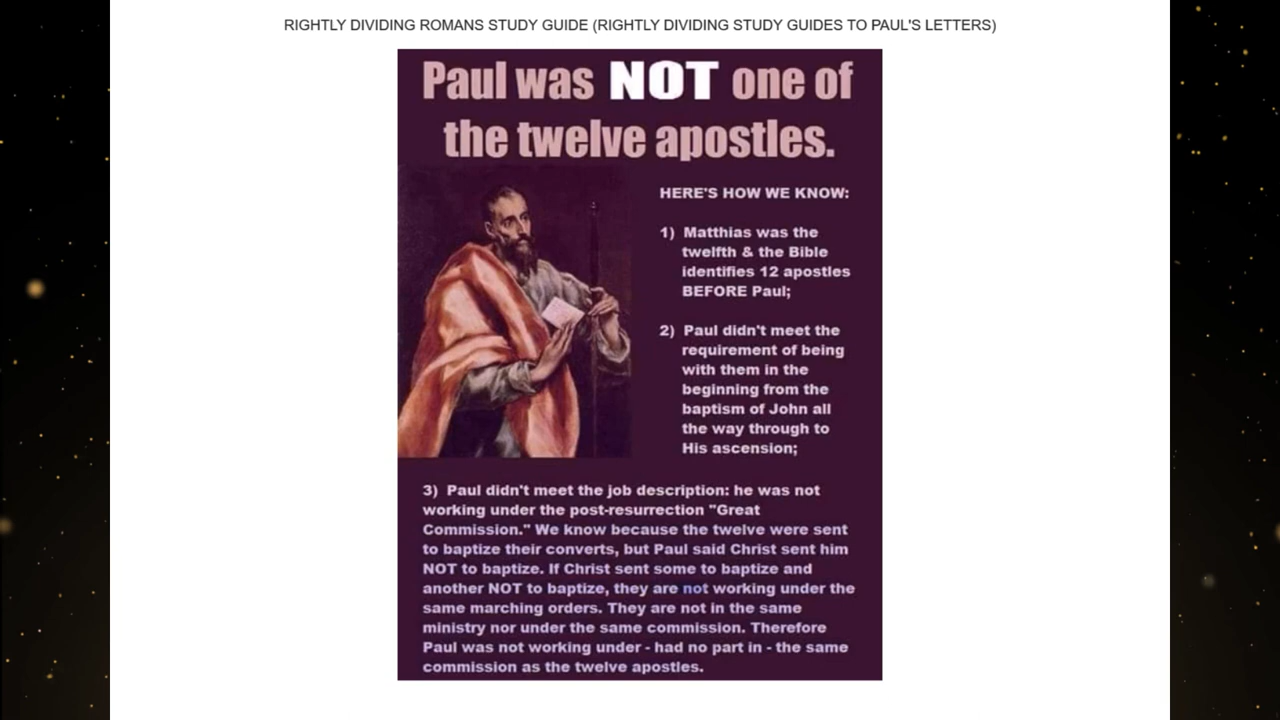 RIGHTLY DIVIDING ROMANS STUDY GUIDE (RIGHTLY DIVIDING STUDY GUIDES TO PAUL'S LETTERS)
Paul was NOT one of
the twelve apostles.
HERE'S HOW WE KNOW:
1) Matthias was the
twelfth & the Bible
identifies 12 apostles
BEFORE Paul;
2) Paul didn't meet the
requirement of being
with them in the
beginning from the
baptism of John all
the way through to
His ascension;
3) Paul didn't meet the job description: he was not
working under the post-resurrection "Great
Commission." We know because the twelve were sent
to baptize their converts, but Paul said Christ sent him
NOT to baptize. If Christ sent some to baptize and
another NOT to baptize, they are not working under the
same marching orders. They are not in the same
ministry nor under the same commission. Therefore
Paul was not working under - had no part in - the same
commission as the twelve apostles.